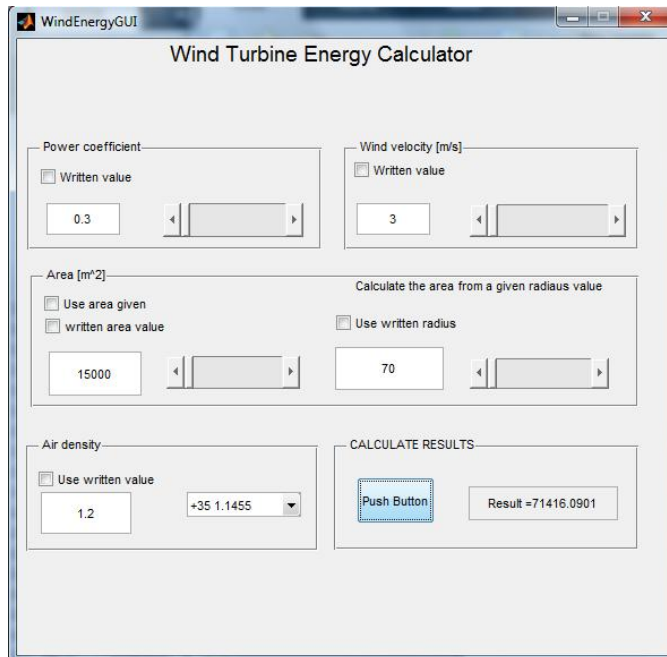 WindEnergyGUI
Wind Turbine Energy Calculator
Power coefficient
Written value
0.3
Wind velocity [m/s]
Written value
3
Area [m^2]
Use area given
written area value
15000
Calculate the area from a given radiaus value
Use written radius
70
Air density
Use written value
1.2
+35 1.1455
CALCULATE RESULTS
Push Button
Result =71416.0901